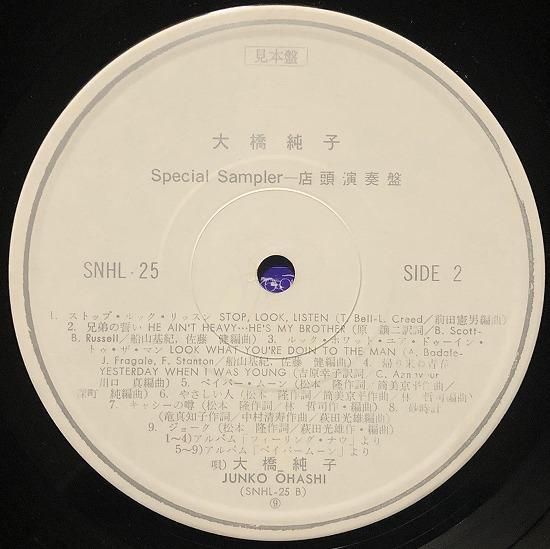 見本盤
大橋純子
Special Sampler—店頭演奏盤
SNHL-25
SIDE 2
1. ストップ・ルック・リッスン STOP, LOOK, LISTEN (T. Bell-L. Creed/前田憲男編曲)
2. 兄弟の誓い HE AIN'T HEAVY…HE'S MY BROTHER (原 譲二訳詞/B. Scott-
B. Russell/船山基紀, 佐藤 健編曲) 3. ルック・ホワット・ユア・ドゥーイン・
トゥ・ザ・マン LOOK WHAT YOU'RE DOIN TO THE MAN (A. Badale-
J. Fragale, F. Stanton/船山基紀, 佐藤 健編曲) 4. 帰り来ぬ青春
YESTERDAY WHEN I WAS YOUNG (吉原幸子訳詞/C. Aznavour
川口 真編曲) 5. ペイパー・ムーン (松本 隆作詞/筒美京平作曲/
深町 純編曲) 6. やさしい人 (松本 隆作詞/筒美京平作曲/林 哲司編曲)
7. キャシーの噂 (松本 隆作詞/林 哲司作・編曲) 8. 砂時計
(竜真知子作詞/中村清寿作曲/萩田光雄編曲)
9. ジョーク (松本 隆作詞/萩田光雄作・編曲)
1~4) アルバム「フィーリング・ナウ」より
5~9) アルバム「ペイパームーン」より
唄) 大橋純子
JUNKO OHASHI
(SNHL-25 B)